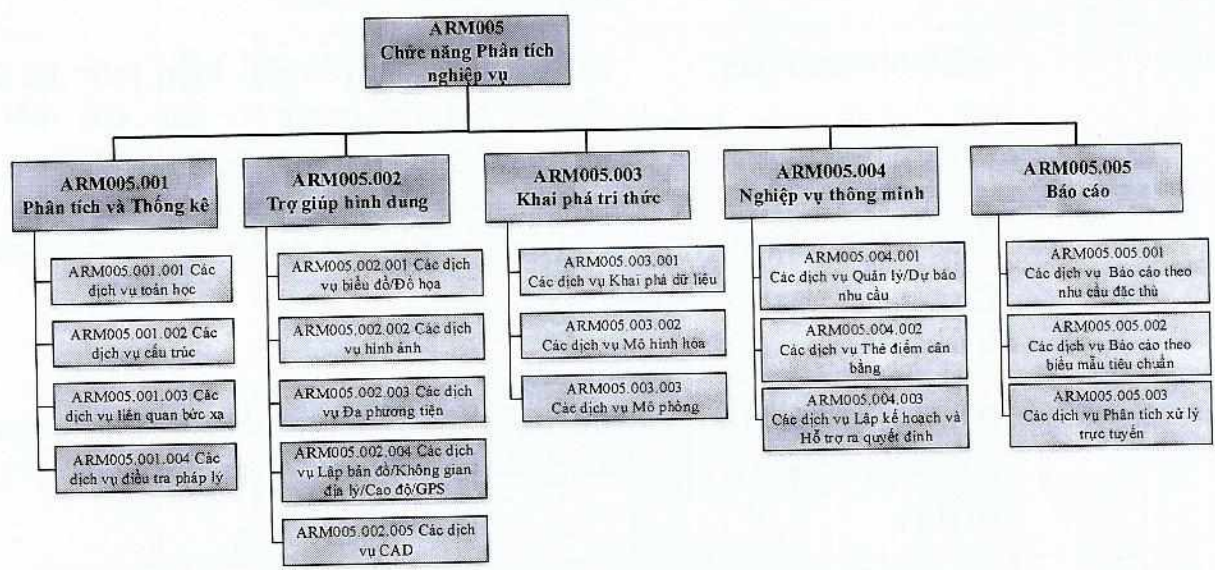 ARM005
Chức năng Phân tích
nghiệp vụ
ARM005.001
Phân tích và Thống kê
ARM005.001.001 Các
dịch vụ toán học
ARM005.001.002 Các
dịch vụ cấu trúc
ARM005.001.003 Các
dịch vụ liên quan bức xạ
ARM005.001.004 Các
dịch vụ điều tra pháp lý
ARM005.002
Trợ giúp hình dung
ARM005.002.001 Các dịch
vụ biểu đồ/Đồ họa
ARM005.002.002 Các dịch
vụ hình ảnh
ARM005.002.003 Các dịch
vụ Đa phương tiện
ARM005.002.004 Các dịch
vụ Lập bản đồ/Không gian
địa lý/Cao độ/GPS
ARM005.002.005 Các dịch
vụ CAD
ARM005.003
Khai phá tri thức
ARM005.003.001
Các dịch vụ Khai phá dữ liệu
ARM005.003.002
Các dịch vụ Mô hình hóa
ARM005.003.003
Các dịch vụ Mô phỏng
ARM005.004
Nghiệp vụ thông minh
ARM005.004.001
Các dịch vụ Quản lý/Dự báo
nhu cầu
ARM005.004.002
Các dịch vụ Thẻ điểm cân
bằng
ARM005.004.003
Các dịch vụ Lập kế hoạch và
Hỗ trợ ra quyết định
ARM005.005
Báo cáo
ARM005.005.001
Các dịch vụ Báo cáo theo
nhu cầu đặc thù
ARM005.005.002
Các dịch vụ Báo cáo theo
biểu mẫu tiêu chuẩn
ARM005.005.003
Các dịch vụ Phân tích xử lý
trực tuyến